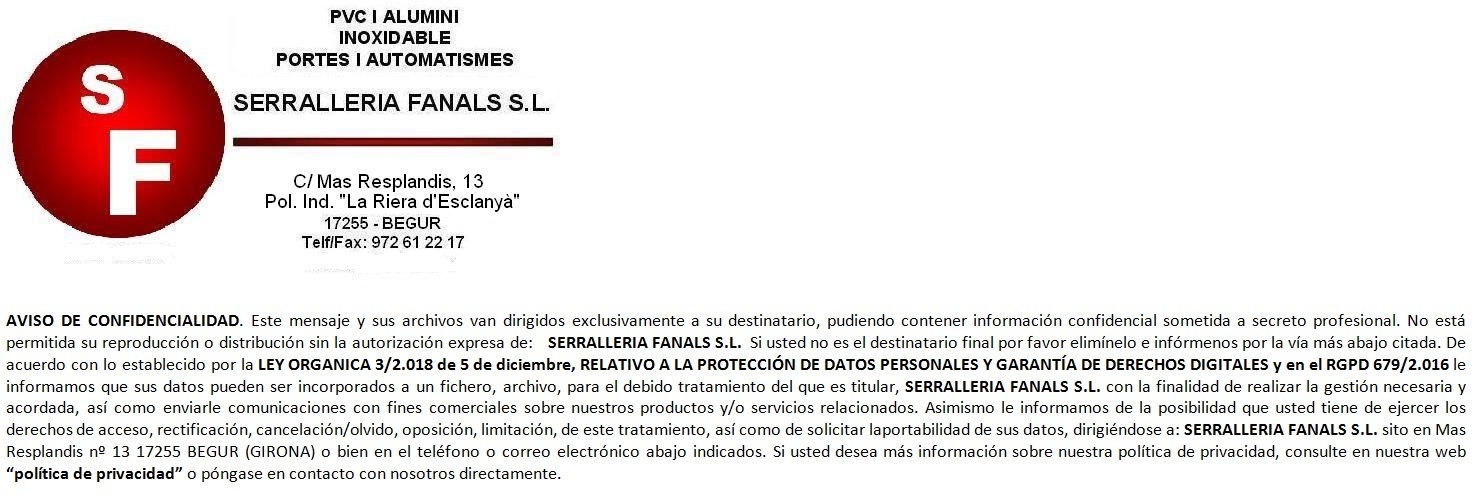 S
F
PVC I ALUMINI
INOXIDABLE
PORTES I AUTOMATISMES
SERRALLERIA FANALS S.L.
C/ Mas Resplandis, 13
Pol. Ind. "La Riera d'Esclanyà"
17255 - BEGUR
Telf/Fax: 972 61 22 17
AVISO DE CONFIDENCIALIDAD. Este mensaje y sus archivos van dirigidos exclusivamente a su destinatario, pudiendo contener información confidencial sometida a secreto profesional. No está
permitida su reproducción o distribución sin la autorización expresa de: SERRALLERIA FANALS S.L. Si usted no es el destinatario final por favor elimínelo e infórmenos por la vía más abajo citada. De
acuerdo con lo establecido por la LEY ORGANICA 3/2.018 de 5 de diciembre, RELATIVO A LA PROTECCIÓN DE DATOS PERSONALES Y GARANTÍA DE DERECHOS DIGITALES y en el RGPD 679/2.016 le
informamos que sus datos pueden ser incorporados a un fichero, archivo, para el debido tratamiento del que es titular, SERRALLERIA FANALS S.L. con la finalidad de realizar la gestión necesaria y
acordada, así como enviarle comunicaciones con fines comerciales sobre nuestros productos y/o servicios relacionados. Asimismo le informamos de la posibilidad que usted tiene de ejercer los
derechos de acceso, rectificación, cancelación/olvido, oposición, limitación, de este tratamiento, así como de solicitar laportabilidad de sus datos, dirigiéndose a: SERRALLERIA FANALS S.L. sito en Mas
Resplandis nº 13 17255 BEGUR (GIRONA) o bien en el teléfono o correo electrónico abajo indicados. Si usted desea más información sobre nuestra política de privacidad, consulte en nuestra web
“política de privacidad” o póngase en contacto con nosotros directamente.